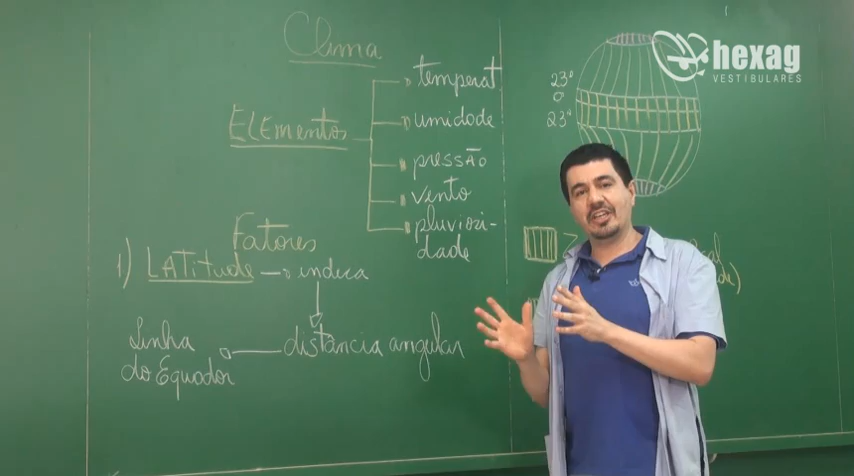 Clima
Elementos
temperat
umidade
pressão
vento
pluviozi-
dade
Fatores
1) LATitude indica
distância angular
Linha
do Equador
23°
0°
23°
hexag
VESTIBULARES